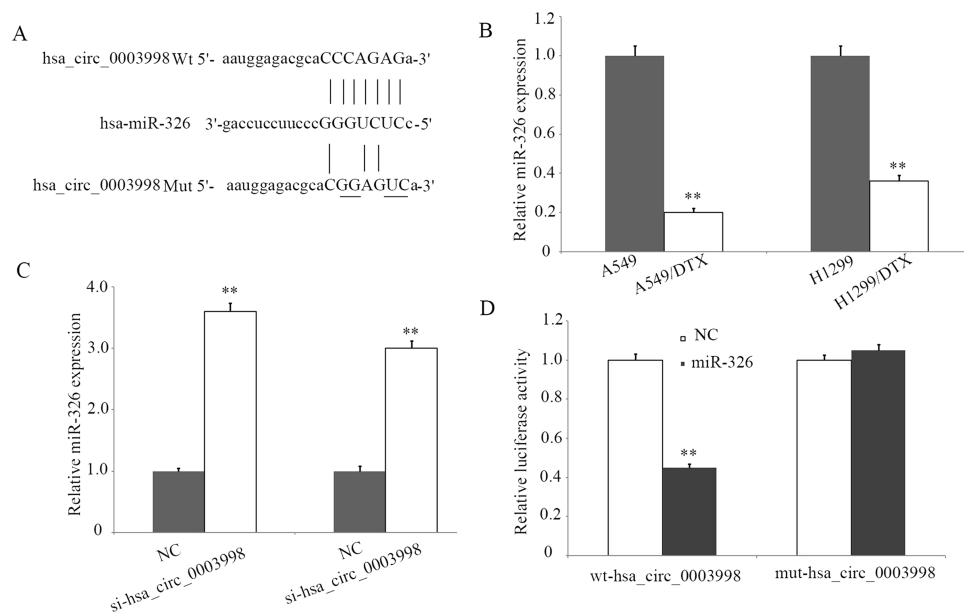 A
hsa_circ_0003998 Wt 5'- aauggagacgcaCCCAGAGa-3'
hsa-miR-326 3'-gaccuccuucccGGGUCUCc-5'
hsa_circ_0003998 Mut 5'- aauggagacgcaCGGAGUCa-3'
B
Relative miR-326 expression
1.2
1.0
0.8
0.6
0.4
0.2
0
**
**
A549
A549/DTX
H1299
H1299/DTX
C
Relative miR-326 expression
4.0
3.0
2.0
1.0
0
**
**
NC
si-hsa_circ_0003998
NC
si-hsa_circ_0003998
D
Relative luciferase activity
1.2
1.0
0.8
0.6
0.4
0.2
0
NC
miR-326
**
wt-hsa_circ_0003998
mut-hsa_circ_0003998